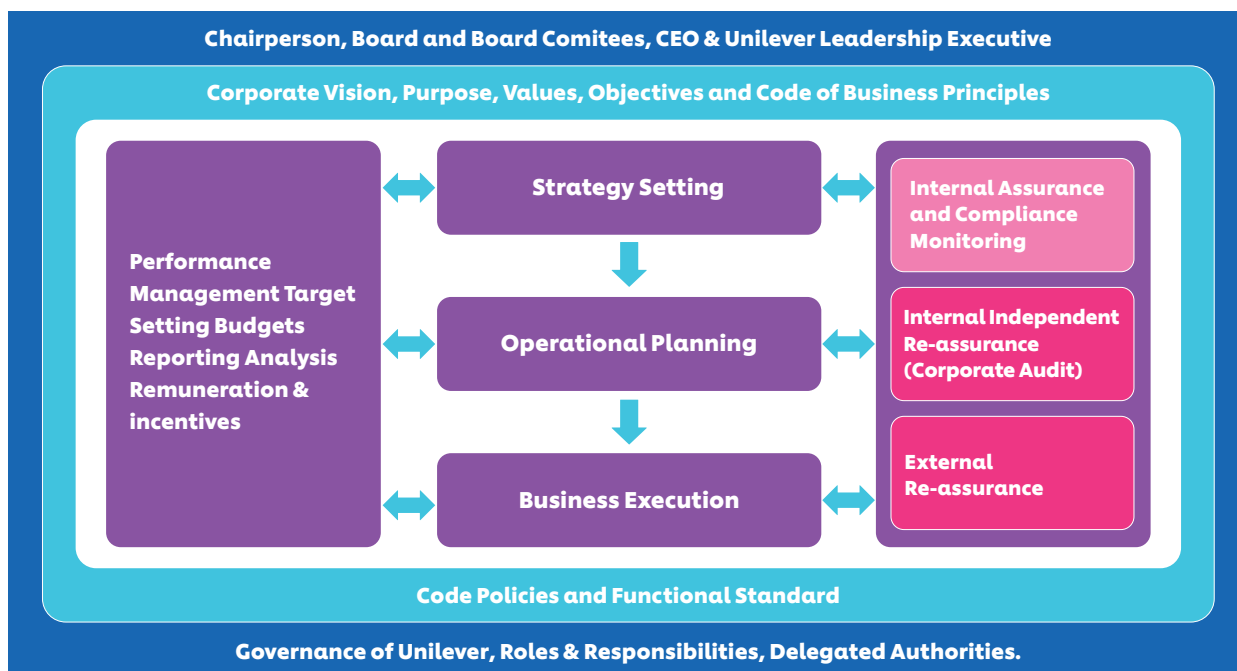 Chairperson, Board and Board Comitees, CEO & Unilever Leadership Executive
Corporate Vision, Purpose, Values, Objectives and Code of Business Principles
Performance
Management Target
Setting Budgets
Reporting Analysis
Remuneration &
incentives
Strategy Setting
Operational Planning
Business Execution
Internal Assurance
and Compliance
Monitoring
Internal Independent
Re-assurance
(Corporate Audit)
External
Re-assurance
Code Policies and Functional Standard
Governance of Unilever, Roles & Responsibilities, Delegated Authorities.